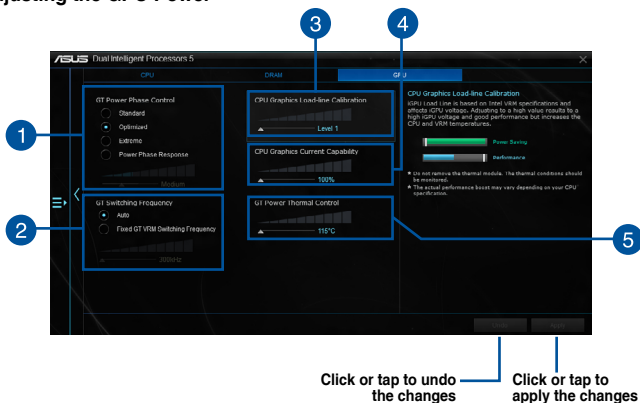 3
4
ASUS Dual Intelligent Processors 5
CPU
DRAM
GPU
GT Power Phase Control
Standard
Optimized
Extreme
Power Phase Response
Medium
GT Switching Frequency
Auto
Fixed GT VRM Switching Frequency
CPU Graphics Load-line Calibration
Level 1
CPU Graphics Current Capability
100%
GT Power Thermal Control
115°C
CPU Graphics Load-line Calibration
iGPU Load Line is based on Intel VRM specifications and
affects iGPU voltage. Adjusting to a high value results to a
high iGPU voltage and good performance but increases the
CPU and VRM temperatures.
Power Saving
Performance
* Do not remove the thermal module. The thermal conditions should
be monitored.
* The actual performance boost may vary depending on your CPU
specification.
1
2
5
Undo
Apply
Click or tap to undo
the changes
Click or tap to
apply the changes